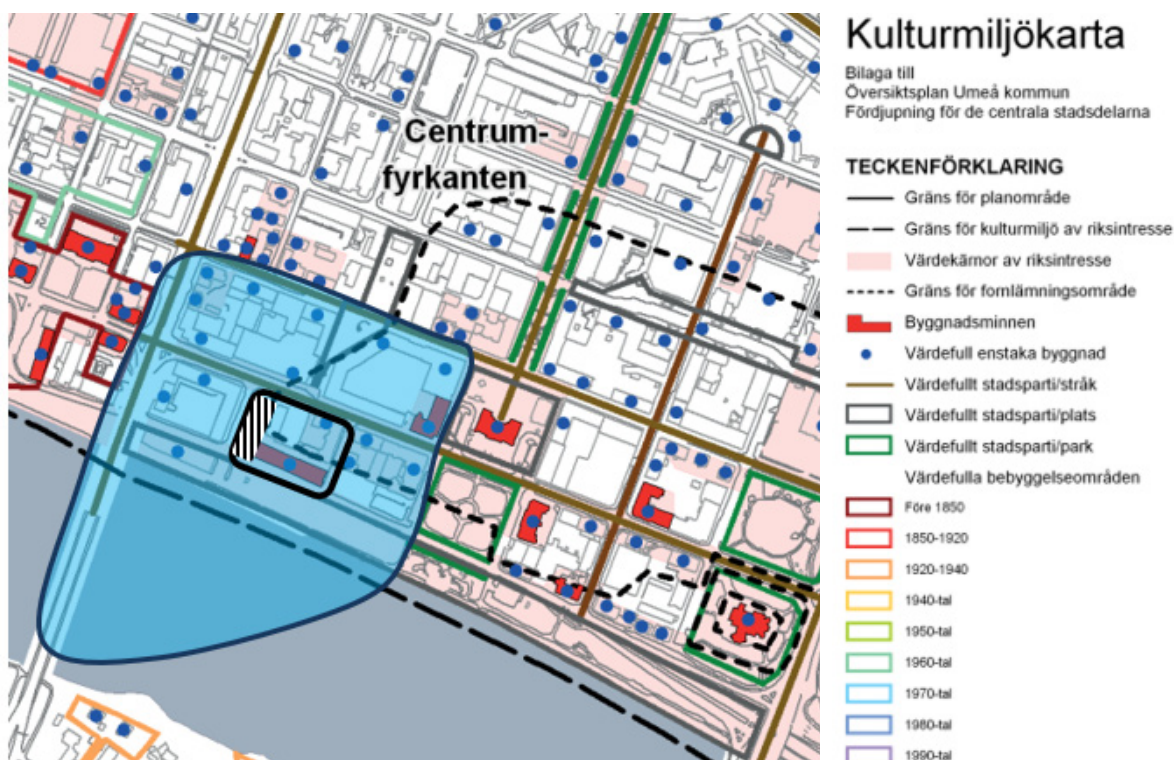 Centrum-
fyrkanten
Kulturmiljökarta
Bilaga till
Översiktsplan Umeå kommun
Fördjupning för de centrala stadsdelarna
TECKENFÖRKLARING
Gräns för planområde
Gräns för kulturmiljö av riksintresse
Värdekärnor av riksintresse
Gräns för fornlämningsområde
Byggnadsminnen
Värdefull enstaka byggnad
Värdefullt stadsparti/stråk
Värdefullt stadsparti/plats
Värdefullt stadsparti/park
Värdefulla bebyggelseområden
Före 1850
1850-1920
1920-1940
1940-tal
1950-tal
1960-tal
1970-tal
1980-tal
1990-tal